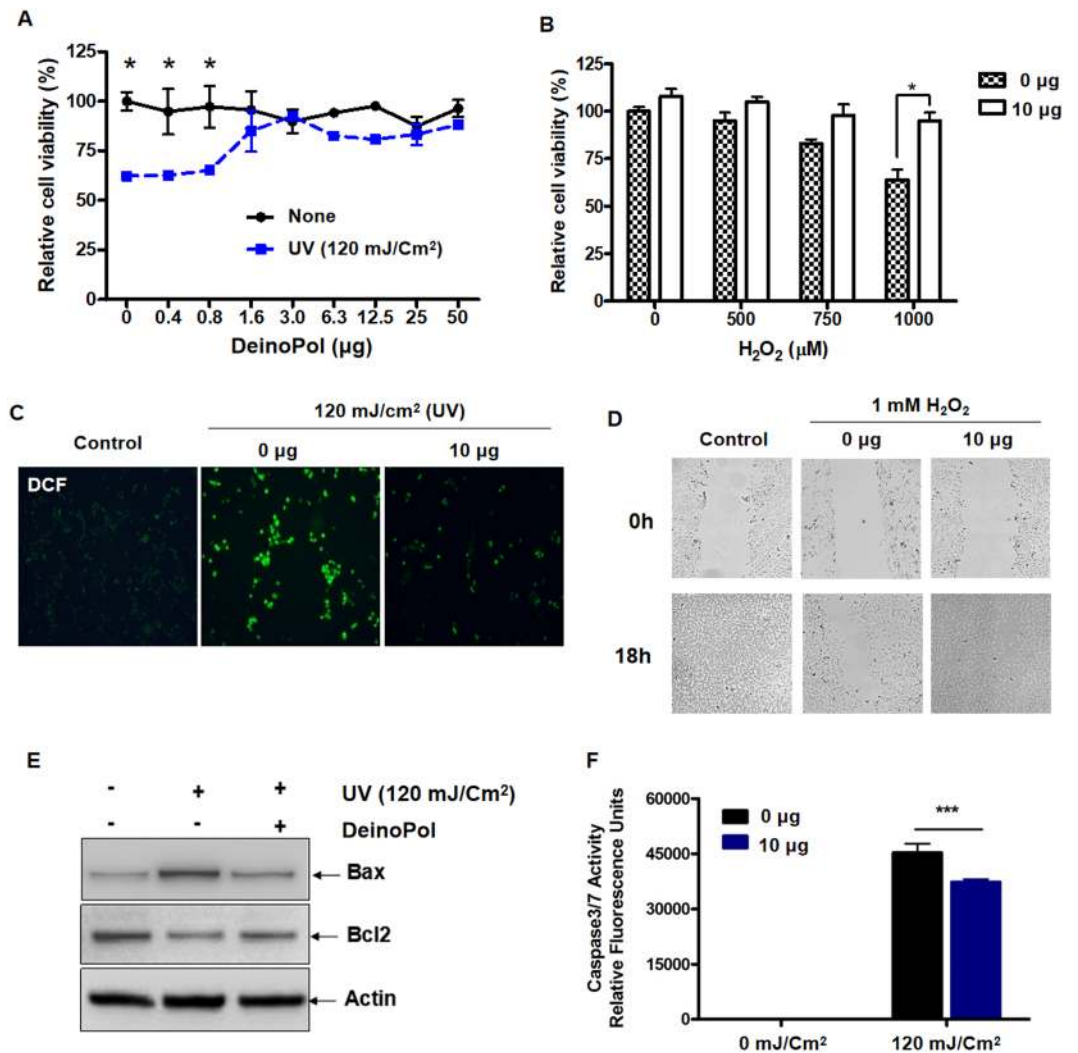 A
Relative cell viability (%)
125
100
75
50
25
0
* * *
None
UV (120 mJ/Cm²)
0 0.4 0.8 1.6 3.0 6.3 12.5 25 50
DeinoPol (µg)
B
Relative cell viability (%)
125
100
75
50
25
0
*
0 µg
10 µg
0 500 750 1000
H₂O₂ (µM)
C
120 mJ/cm² (UV)
Control 0 µg 10 µg
DCF
D
1 mM H₂O₂
Control 0 µg 10 µg
0h
18h
E
- + + UV (120 mJ/Cm²)
- - + DeinoPol
Bax
Bcl2
Actin
F
Caspase3/7 Activity
Relative Fluorescence Units
60000
45000
30000
15000
0
0 µg
10 µg
***
0 mJ/Cm² 120 mJ/Cm²